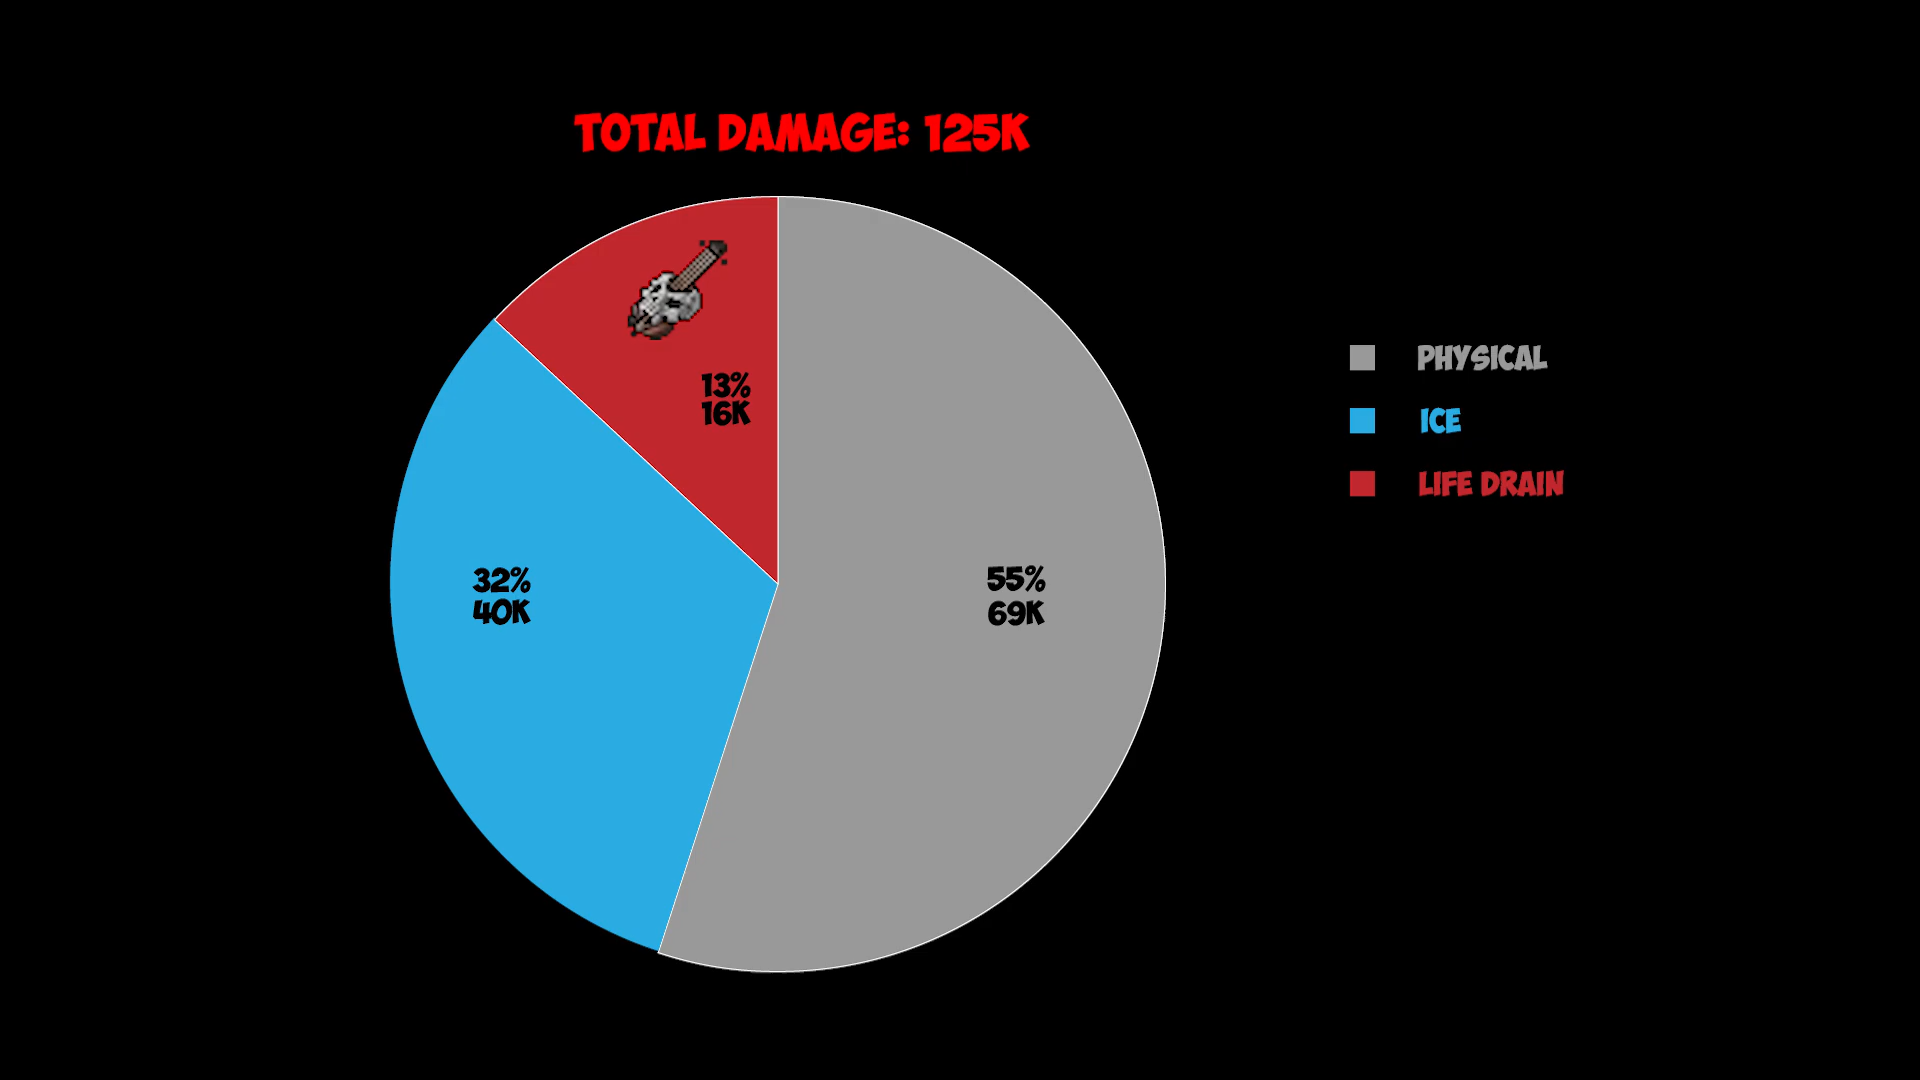 TOTAL DAMAGE: 125K
13%
16K
32%
40K
55%
69K
PHYSICAL
ICE
LIFE DRAIN